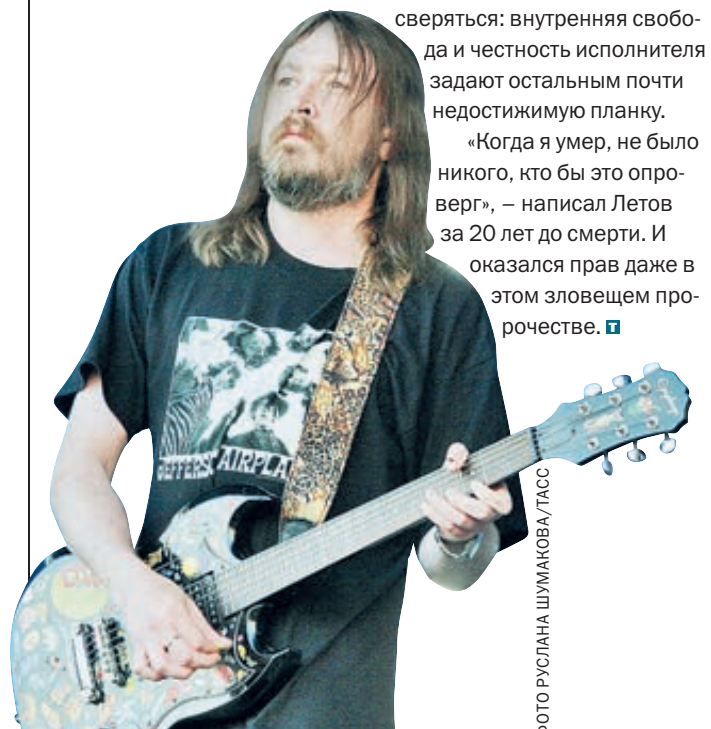 сверяться: внутренняя свобо-
да и честность исполнителя
задают остальным почти
недостижимую планку.
«Когда я умер, не было
никого, кто бы это опро-
верг», – написал Летов
за 20 лет до смерти. И
оказался прав даже в
этом зловещем про-
рочестве. Т
JEFFERS AIRPLA
ФОТО РУСЛАНА ШУМАКОВА/ТАСС